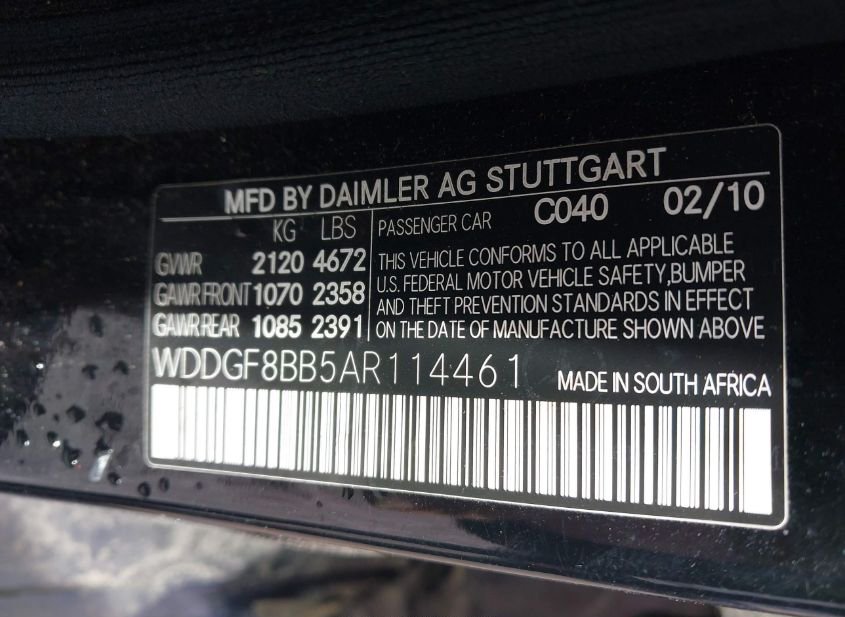 MFD BY DAIMLER AG STUTTGART
KG LBS
GVWR 2120 4672
GAWR FRONT 1070 2358
GAWR REAR 1085 2391
PASSENGER CAR C040 02/10
THIS VEHICLE CONFORMS TO ALL APPLICABLE
U.S. FEDERAL MOTOR VEHICLE SAFETY,BUMPER
AND THEFT PREVENTION STANDARDS IN EFFECT
ON THE DATE OF MANUFACTURE SHOWN ABOVE
WDDGF8BB5AR114461
MADE IN SOUTH AFRICA